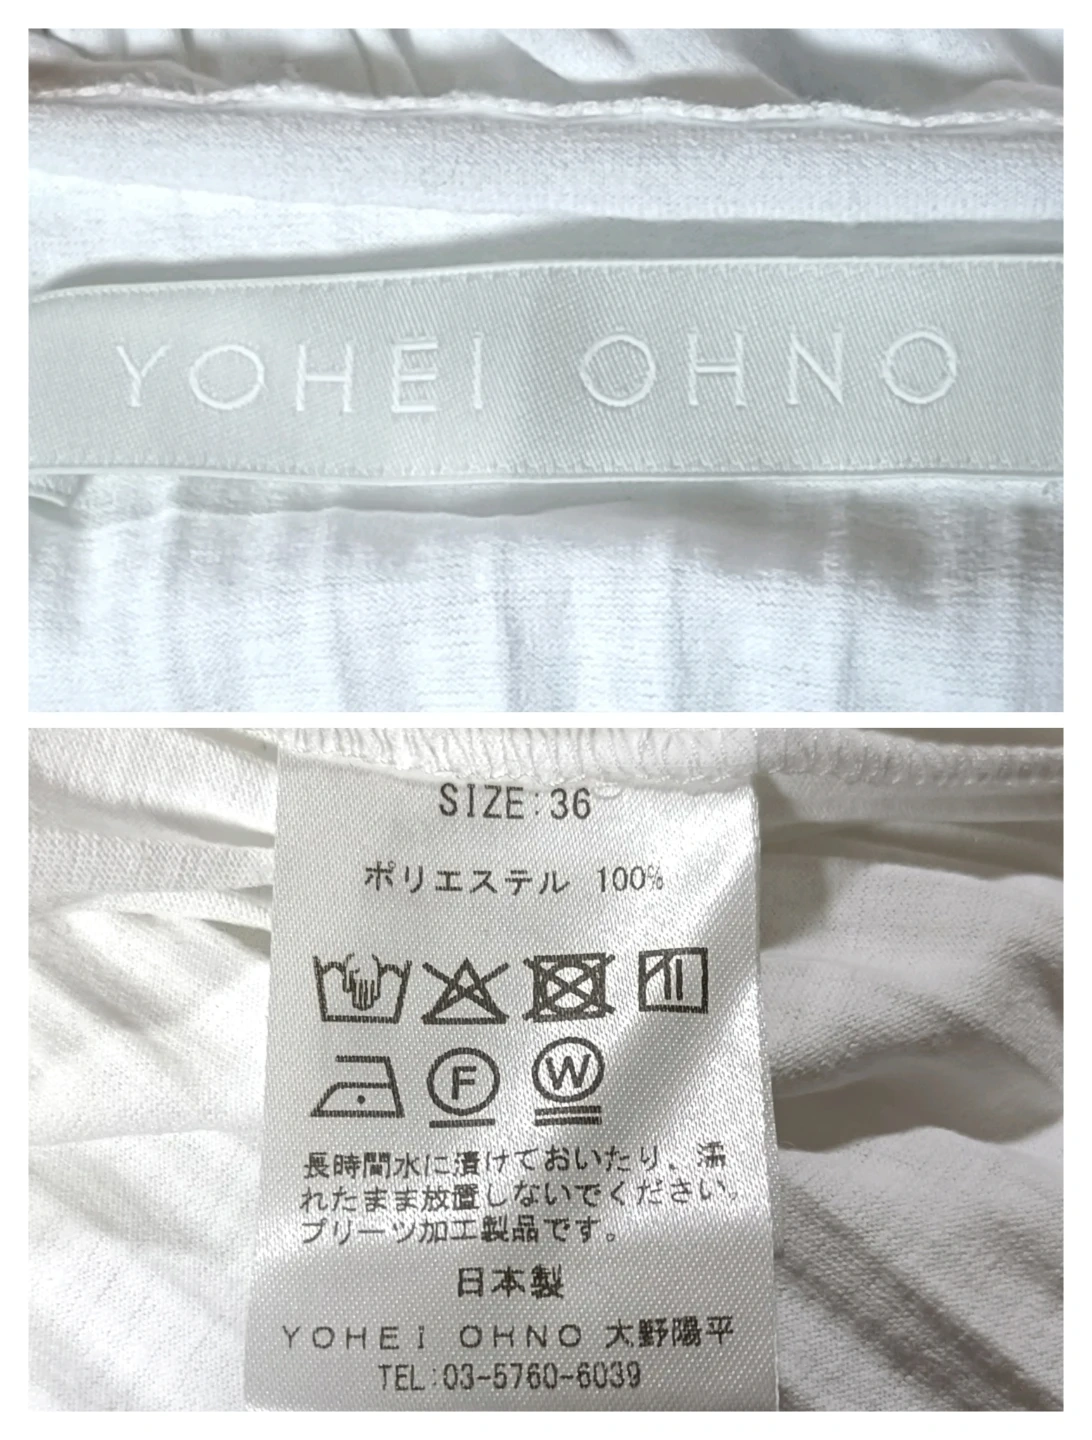 YOHEI OHNO
SIZE:36
ポリエステル 100%
F
W
長時間水に漬けておいたり、濡
れたまま放置しないでください。
プリーツ加工製品です。
日本製
YOHEI OHNO 大野陽平
TEL:03-5760-6039